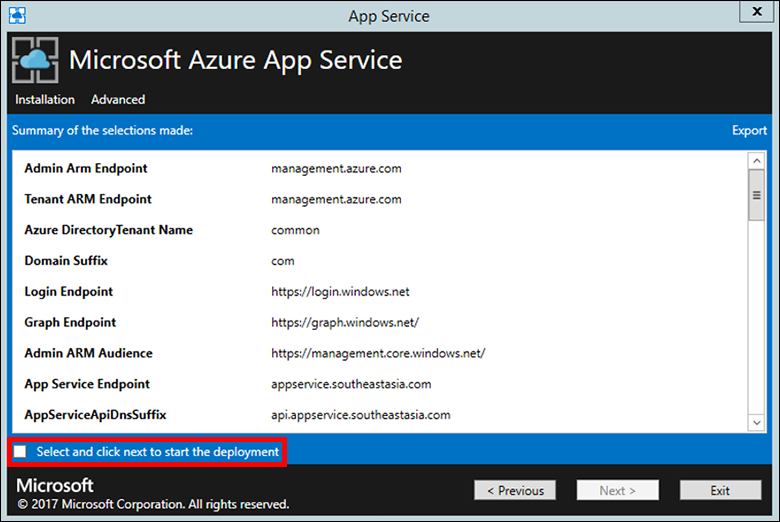 App Service
x
Microsoft Azure App Service
Installation Advanced
Summary of the selections made: Export
Admin Arm Endpoint management.azure.com
Tenant ARM Endpoint management.azure.com
Azure DirectoryTenant Name common
Domain Suffix com
Login Endpoint https://login.windows.net
Graph Endpoint https://graph.windows.net/
Admin ARM Audience https://management.core.windows.net/
App Service Endpoint appservice.southeastasia.com
AppServiceApiDnsSuffix api.appservice.southeastasia.com
Select and click next to start the deployment
Microsoft
© 2017 Microsoft Corporation. All rights reserved.
< Previous Next > Exit